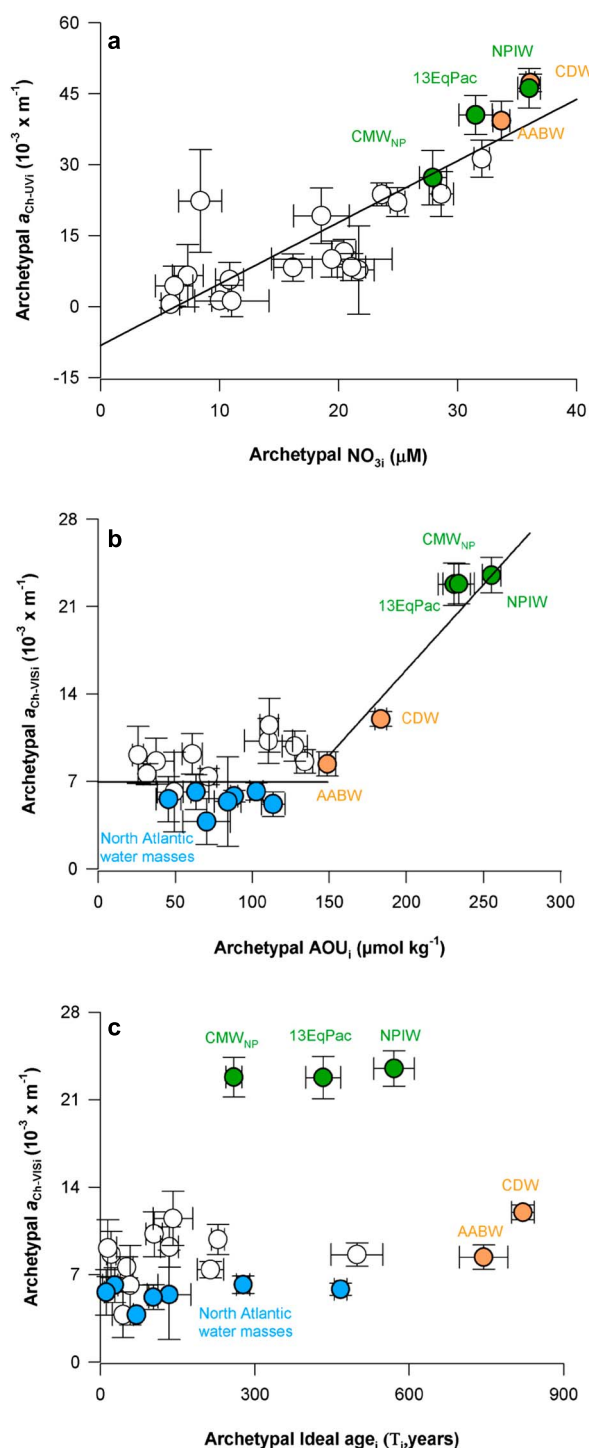 a
60
45
30
15
0
-15
Archetypal aCh-UVi (10-3 x m-1)
NPIW
CDW
13EqPac
AABW
CMWNP
0 10 20 30 40
Archetypal NO3i (μM)
b
28
21
14
7
0
Archetypal aCh-VISi (10-3 x m-1)
CMWNP
13EqPac
NPIW
CDW
AABW
North Atlantic
water masses
0 50 100 150 200 250 300
Archetypal AOUi (μmol kg-1)
c
28
21
14
7
0
Archetypal aCh-VISi (10-3 x m-1)
CMWNP 13EqPac NPIW
CDW
AABW
North Atlantic
water masses
0 300 600 900
Archetypal Ideal agei (Ti,years)